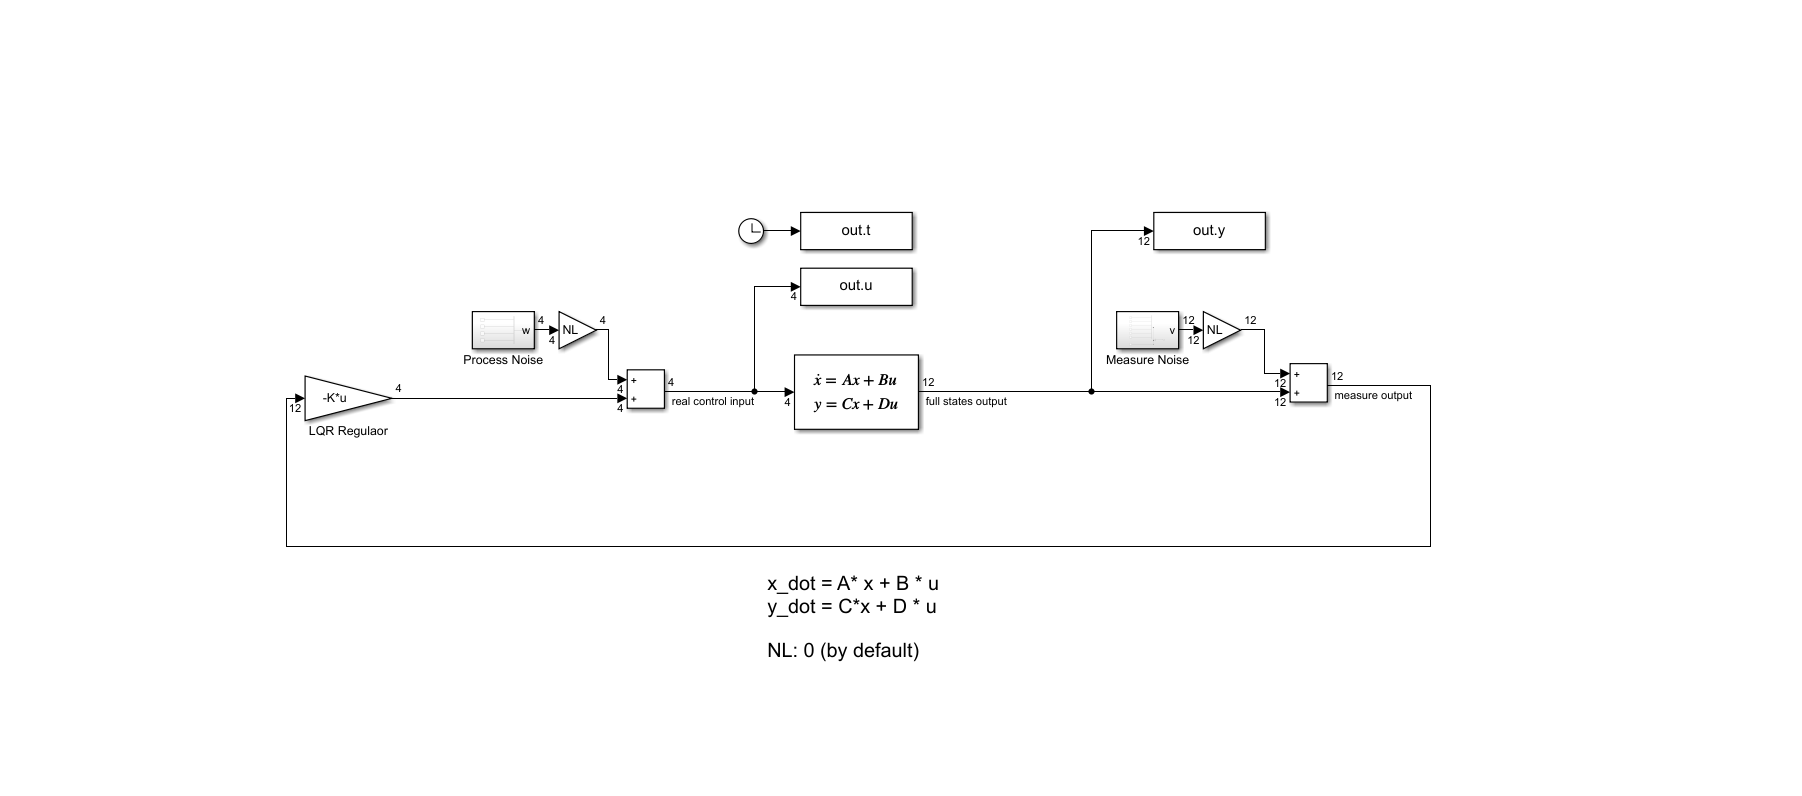 out.t
out.y
12
out.u
4
w
4
4
NL
4
Process Noise
v
12
12
NL
12
Measure Noise
-K*u
12
4
LQR Regulaor
+
+
4
4
4
real control input
4
ẋ = Ax + Bu
y = Cx + Du
12
full states output
+
+
12
12
12
measure output
x_dot = A* x + B * u
y_dot = C*x + D * u
NL: 0 (by default)